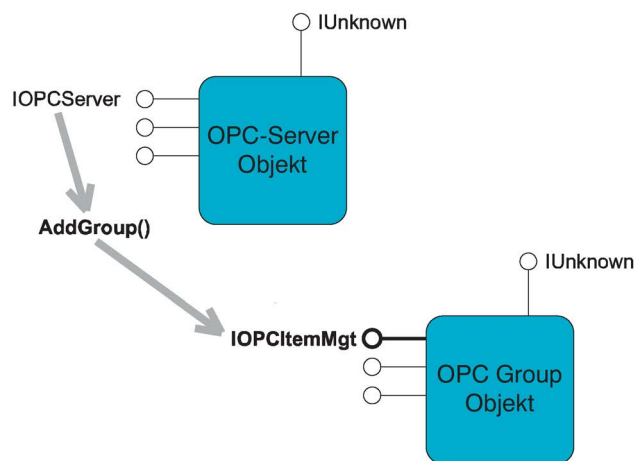 IUnknown
IOPCServer
OPC-Server
Objekt
AddGroup()
IUnknown
IOPCItemMgt
OPC Group
Objekt